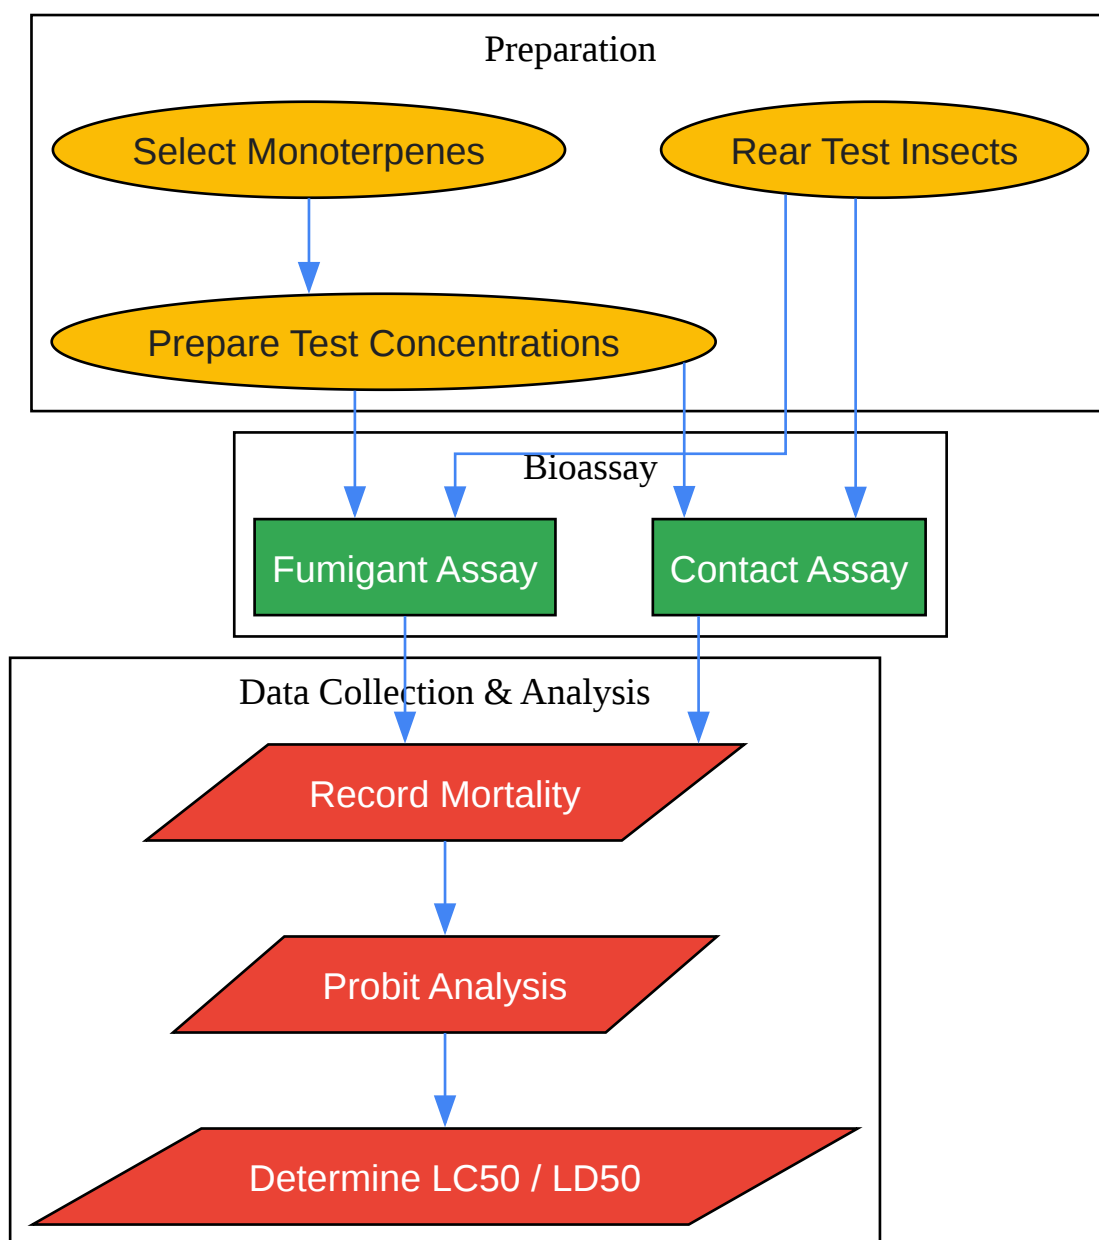 Preparation
Select Monoterpenes
Rear Test Insects
Prepare Test Concentrations
Bioassay
Fumigant Assay
Contact Assay
Data Collection & Analysis
Record Mortality
Probit Analysis
Determine LC50 / LD50